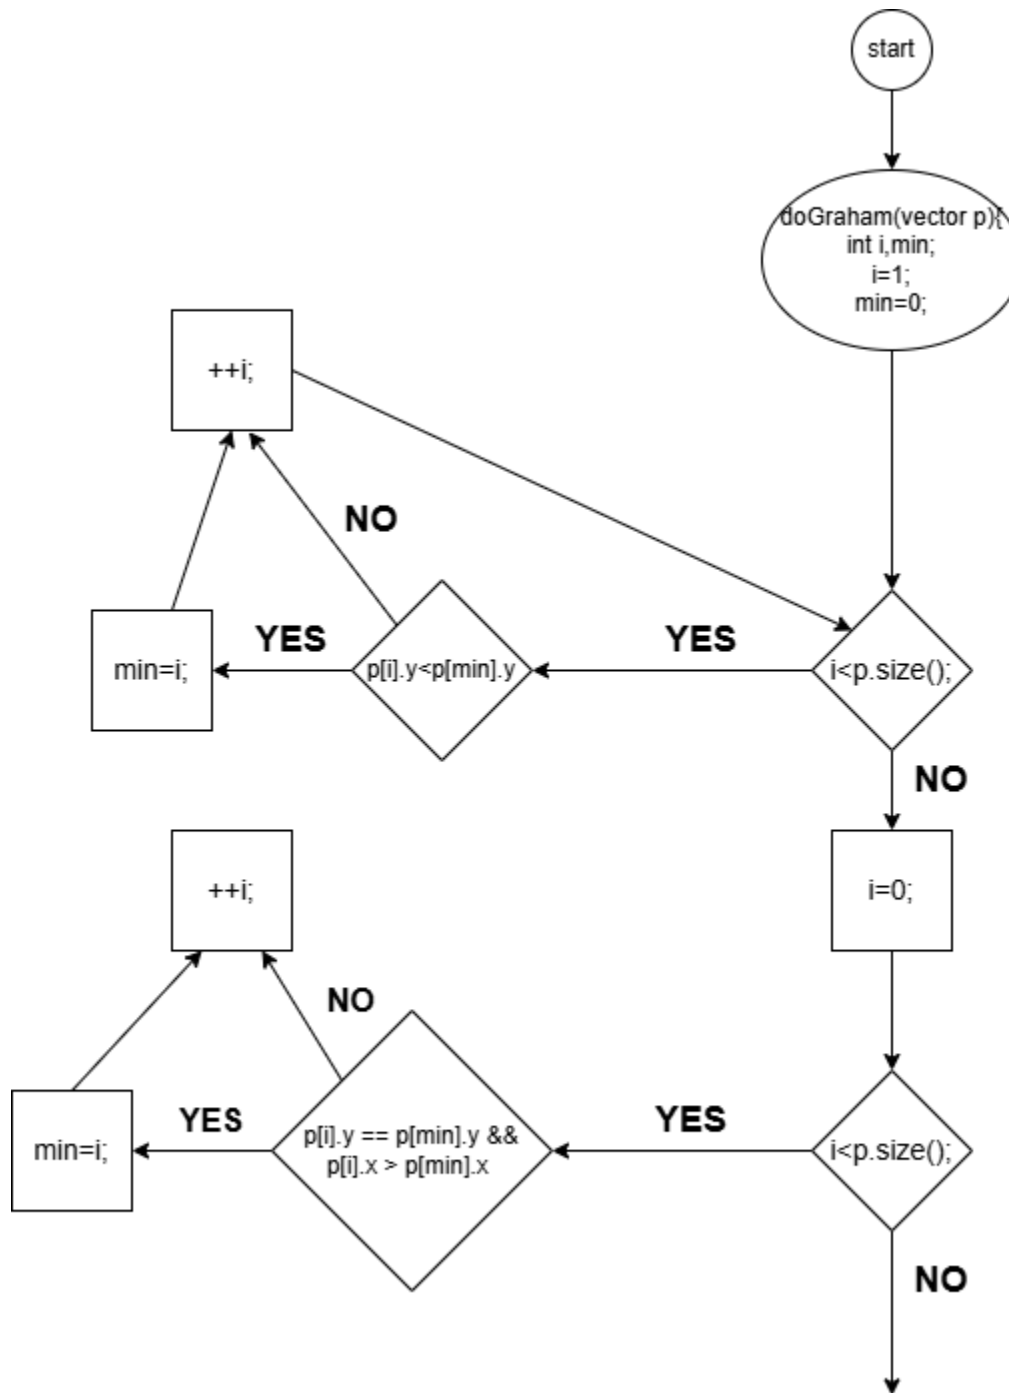 start
doGraham(vector p){
int i,min;
i=1;
min=0;
++i;
NO
YES
YES
min=i;
p[i].y<p[min].y
i<p.size();
NO
++i;
i=0;
NO
YES
YES
min=i;
p[i].y == p[min].y &&
p[i].x > p[min].x
i<p.size();
NO